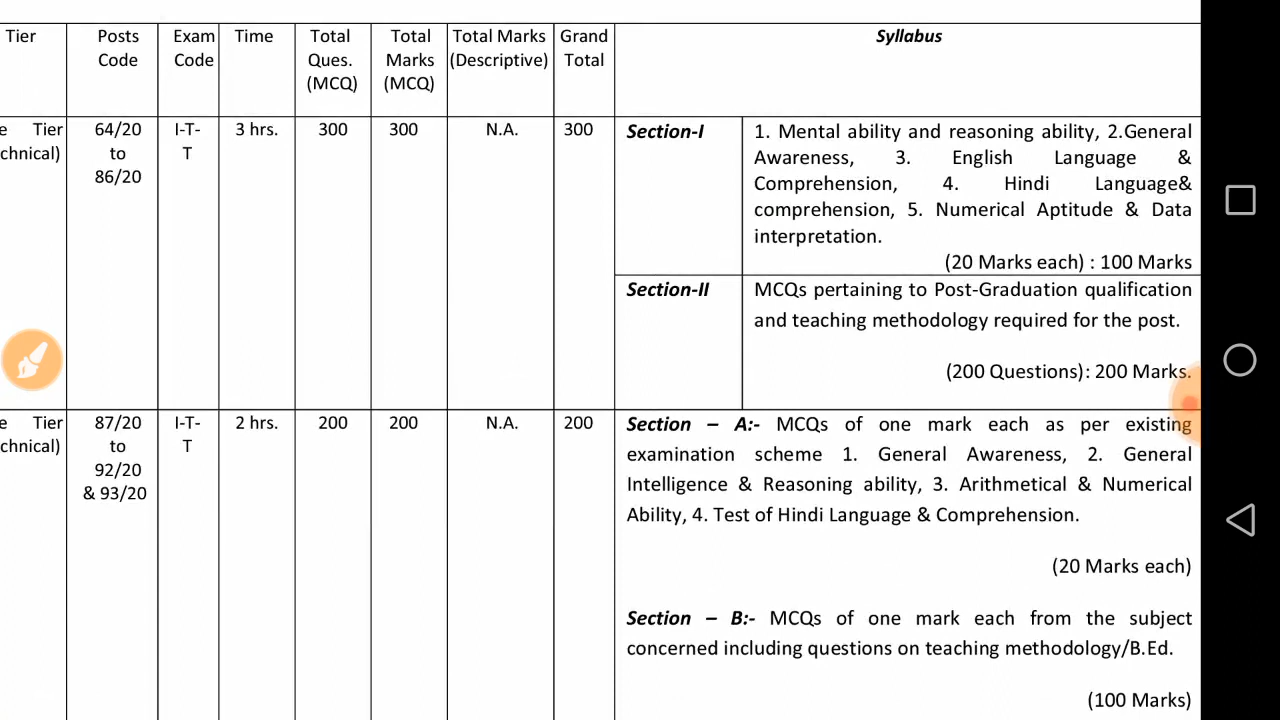 Tier Posts Exam Time Total Total Total Marks Grand Syllabus
Code Code Ques. Marks (Descriptive) Total
(MCQ) (MCQ)
e Tier 64/20 I-T- 3 hrs. 300 300 N.A. 300
chnical) to T
86/20
Section-I 1. Mental ability and reasoning ability, 2.General
Awareness, 3. English Language &
Comprehension, 4. Hindi Language&
comprehension, 5. Numerical Aptitude & Data
interpretation.
(20 Marks each) : 100 Marks
Section-II MCQs pertaining to Post-Graduation qualification
and teaching methodology required for the post.
(200 Questions): 200 Marks.
e Tier 87/20 I-T- 2 hrs. 200 200 N.A. 200
chnical) to T
92/20
& 93/20
Section – A:- MCQs of one mark each as per existing
examination scheme 1. General Awareness, 2. General
Intelligence & Reasoning ability, 3. Arithmetical & Numerical
Ability, 4. Test of Hindi Language & Comprehension.
(20 Marks each)
Section – B:- MCQs of one mark each from the subject
concerned including questions on teaching methodology/B.Ed.
(100 Marks)